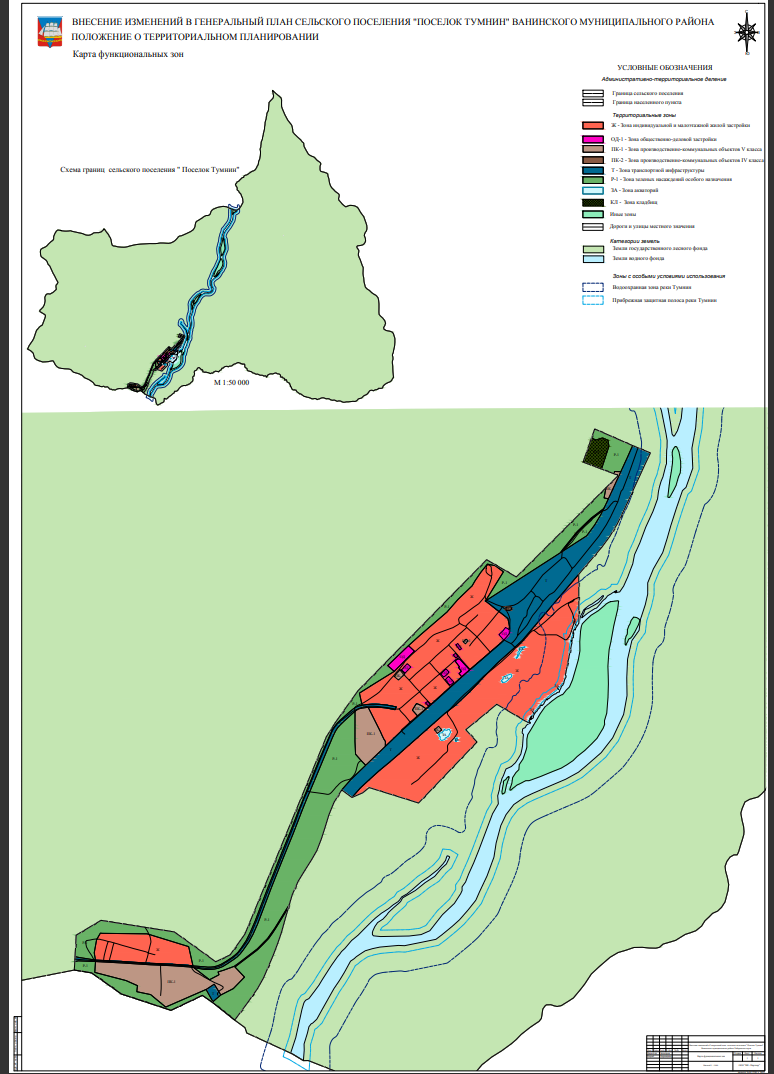 ВНЕСЕНИЕ ИЗМЕНЕНИЙ В ГЕНЕРАЛЬНЫЙ ПЛАН СЕЛЬСКОГО ПОСЕЛЕНИЯ "ПОСЕЛОК ТУМНИН" ВАНИНСКОГО МУНИЦИПАЛЬНОГО РАЙОНА
ПОЛОЖЕНИЕ О ТЕРРИТОРИАЛЬНОМ ПЛАНИРОВАНИИ
Карта функциональных зон
УСЛОВНЫЕ ОБОЗНАЧЕНИЯ
Административно-территориальное деление
Граница сельского поселения
Граница населенного пункта
Территориальные зоны
Ж - Зона индивидуальной и малоэтажной жилой застройки
ОД-1 - Зона общественно-деловой застройки
ПК-1 - Зона производственно-коммунальных объектов V класса
ПК-2 - Зона производственно-коммунальных объектов IV класса
Т - Зона транспортной инфраструктуры
Р-1 - Зона зеленых насаждений особого назначения
ЗА - Зона акваторий
КЛ - Зона кладбищ
Иные зоны
Дороги и улицы местного значения
Категории земель
Земли государственного лесного фонда
Земли водного фонда
Зоны с особыми условиями использования
Водоохранная зона реки Тумнин
Прибрежная защитная полоса реки Тумнин
Схема границ сельского поселения " Поселок Тумнин"
М 1:50 000